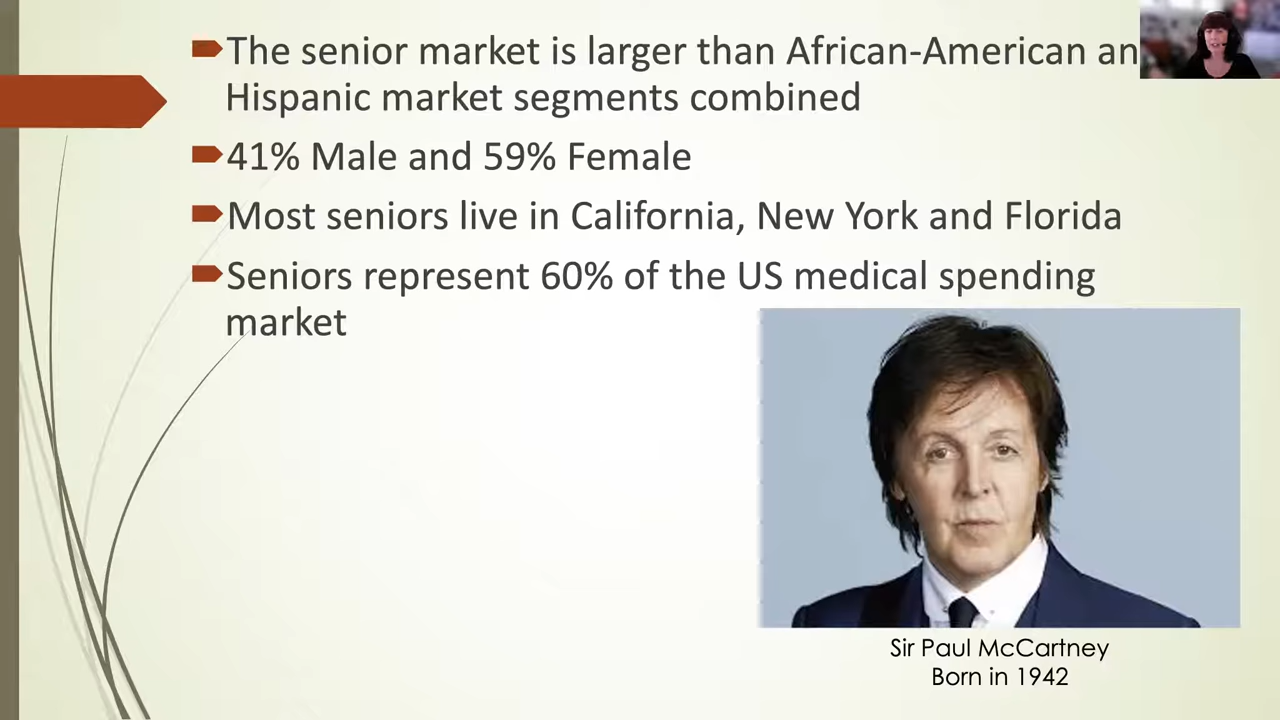 The senior market is larger than African-American an
Hispanic market segments combined
41% Male and 59% Female
Most seniors live in California, New York and Florida
Seniors represent 60% of the US medical spending
market
Sir Paul McCartney
Born in 1942